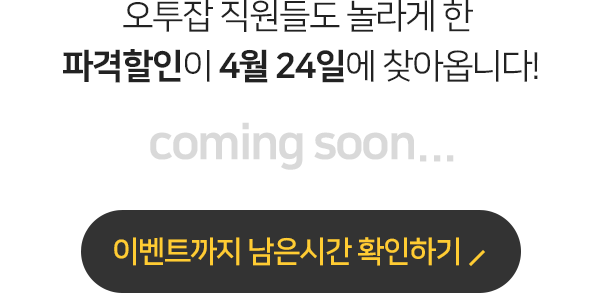 오투잡 직원들도 놀라게 한
파격할인이 4월 24일에 찾아옵니다!
coming soon...
이벤트까지 남은시간 확인하기